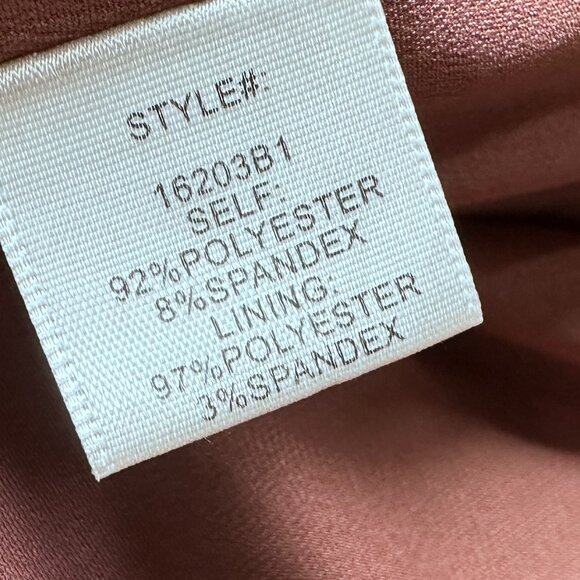 STYLE#:
16203B1
SELF:
92%POLYESTER
8%SPANDEX
LINING:
97%POLYESTER
3%SPANDEX